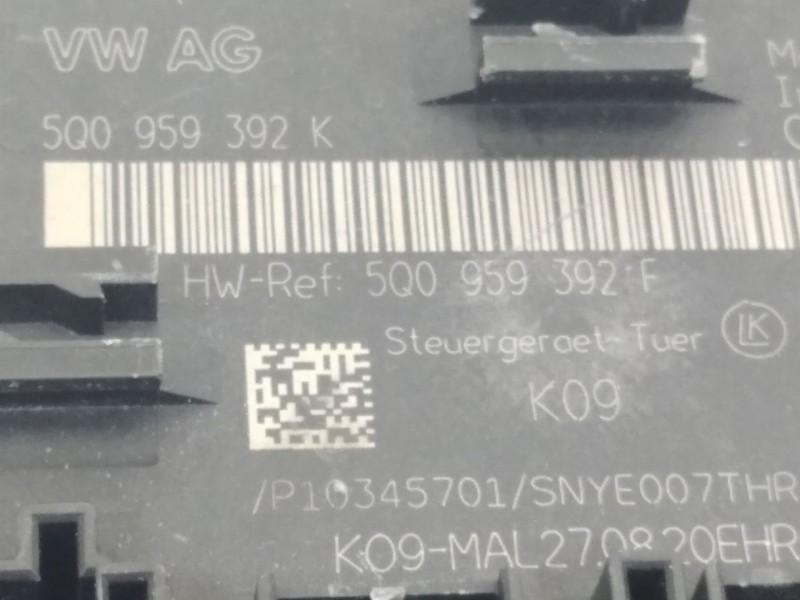 VW AG
5Q0 959 392 K
HW-Ref: 5Q0 959 392 F
Steuergeraet-Tuer
LK
K09
/P10345701/SNYE007THR
K09-MAL27.08.20EHR